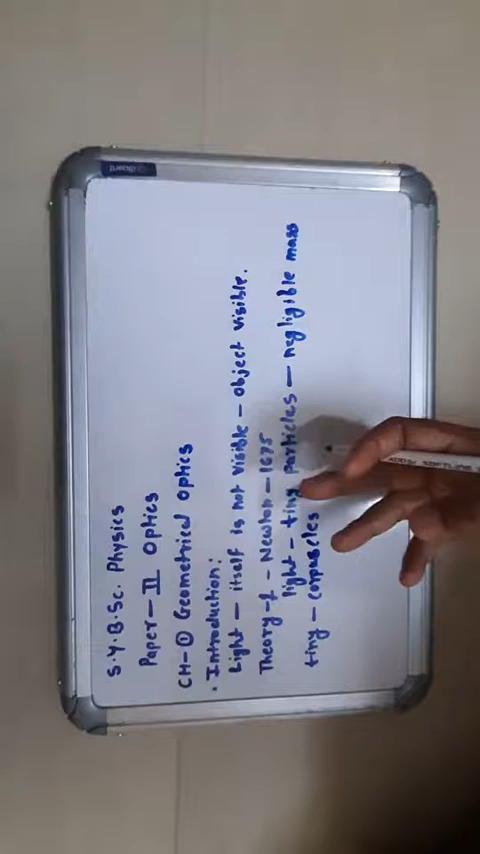 S.Y.B.Sc. Physics
Paper - II Optics
CH-① Geometrical optics
• Introduction:
Light - itself is not visible - object visible.
Theory-1 - Newton - 1675
light - tiny particles - negligible mass
tiny - corpuscles